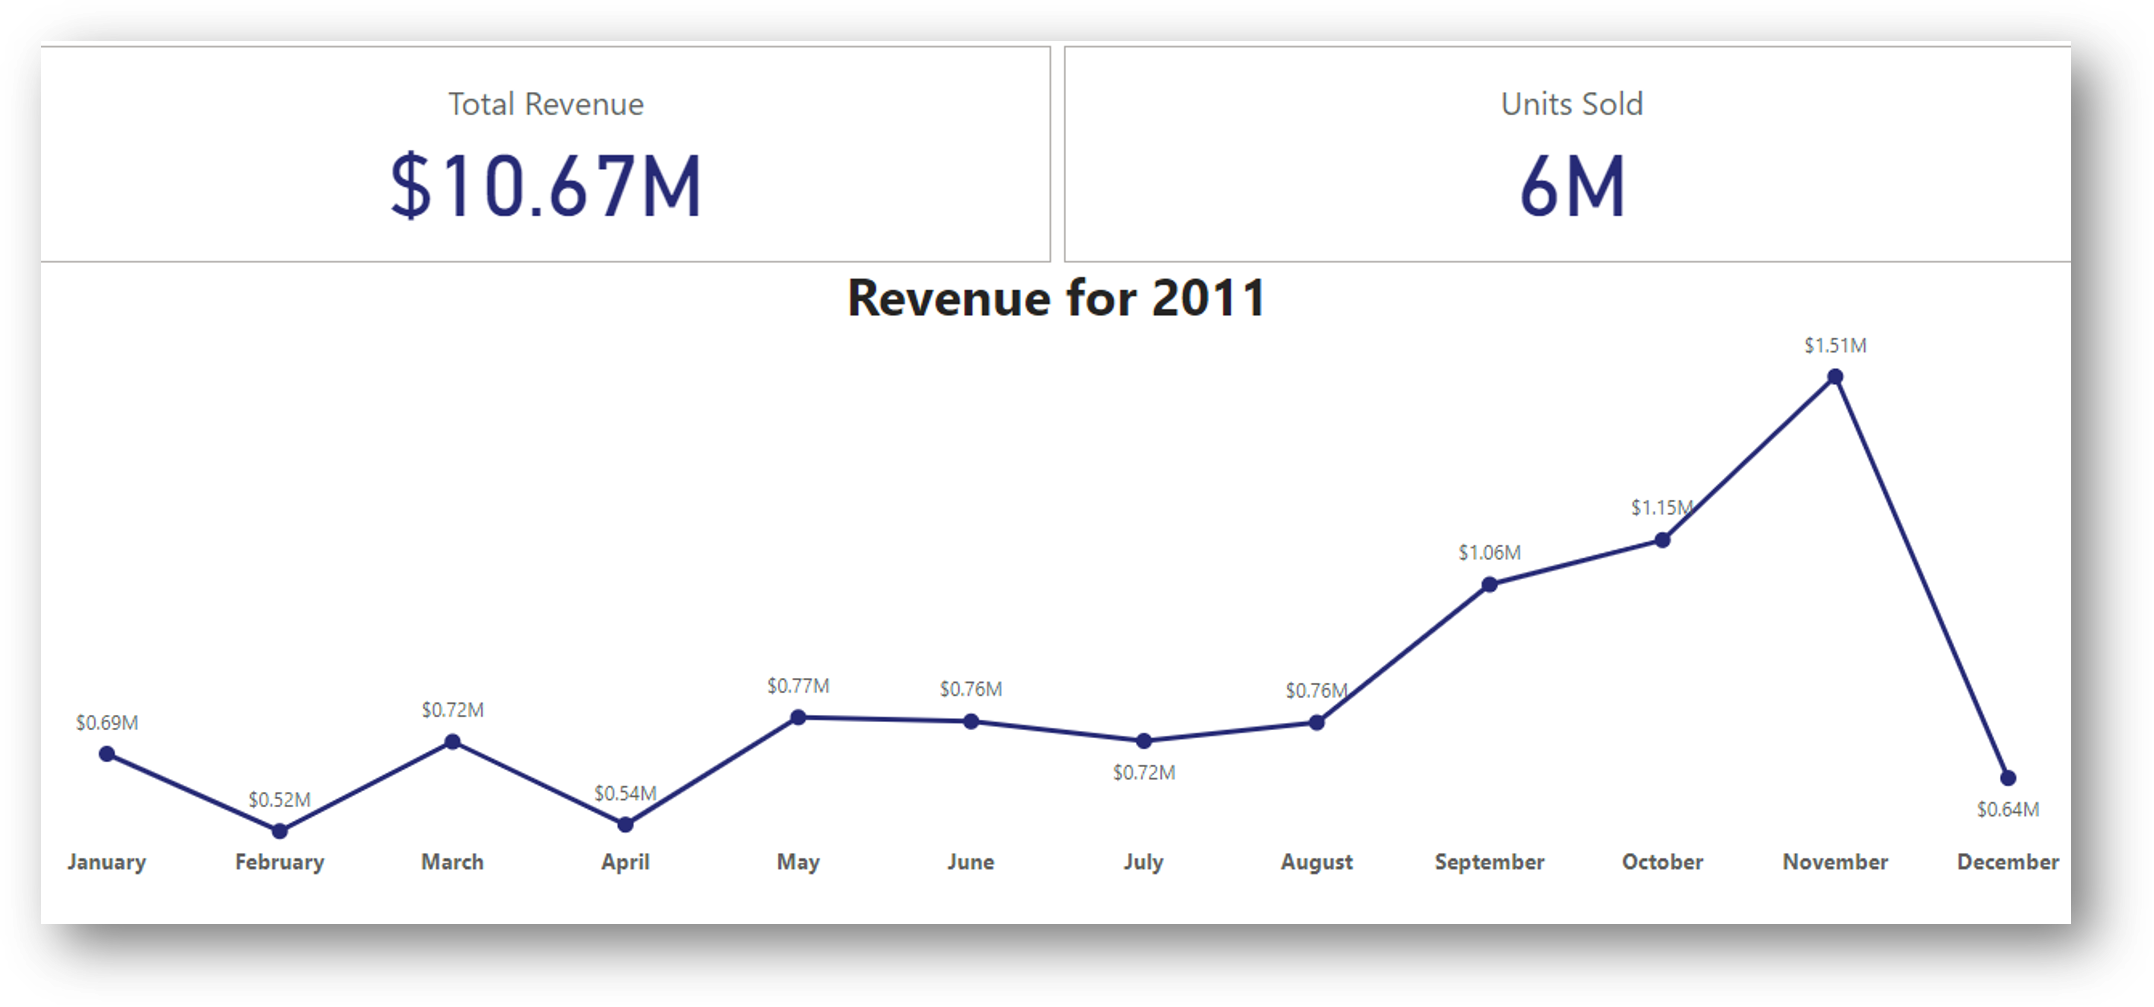 Total Revenue
$10.67M
Units Sold
6M
Revenue for 2011
$0.69M
$0.52M
$0.72M
$0.54M
$0.77M
$0.76M
$0.72M
$0.76M
$1.06M
$1.15M
$1.51M
$0.64M
January February March April May June July August September October November December